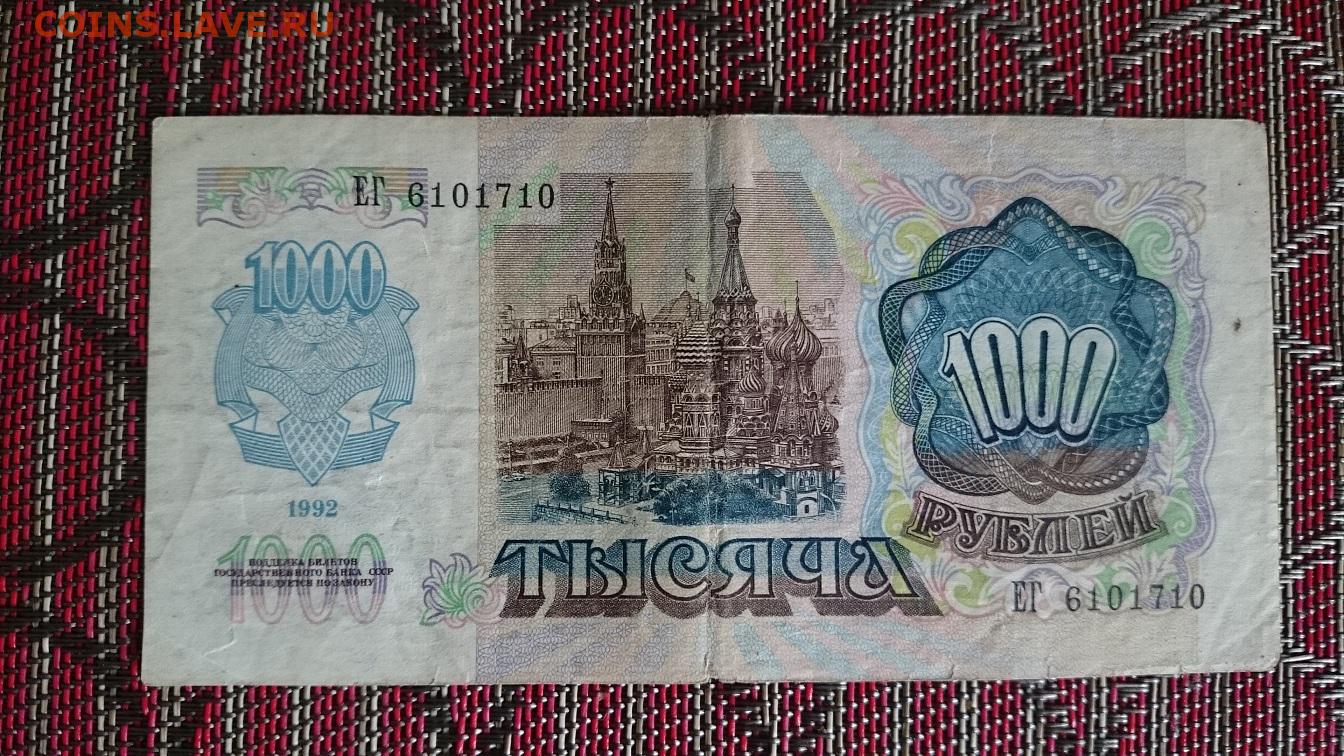 COINS.LAVE.RU
ЕГ 6101710
1000
1000
1992
1000
ПОДДЕЛКА БИЛЕТОВ
ГОСУДАРСТВЕННОГО БАНКА СССР
ПРЕСЛЕДУЕТСЯ ПО ЗАКОНУ
РУБЛЕЙ
ТЫСЯЧА
ЕГ 6101710